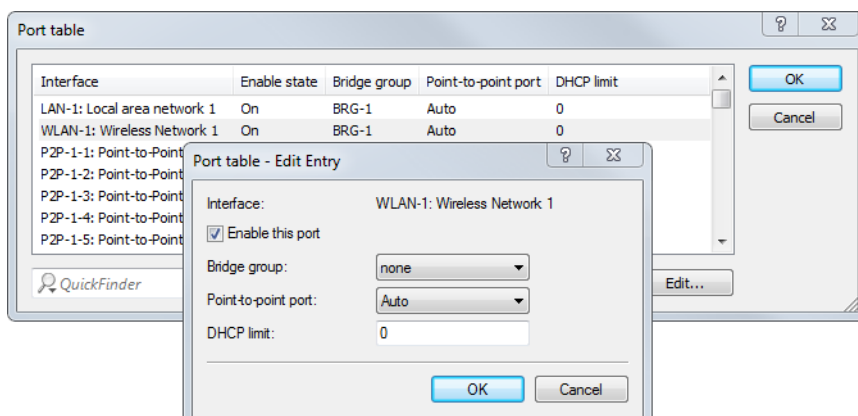 Port table
Interface Enable state Bridge group Point-to-point port DHCP limit
LAN-1: Local area network 1 On BRG-1 Auto 0
WLAN-1: Wireless Network 1 On BRG-1 Auto 0
P2P-1-1: Point-to-Point
P2P-1-2: Point-to-Point
P2P-1-3: Point-to-Point
P2P-1-4: Point-to-Point
P2P-1-5: Point-to-Point
QuickFinder
Edit...
OK
Cancel
Port table - Edit Entry
Interface: WLAN-1: Wireless Network 1
Enable this port
Bridge group: none
Point-to-point port: Auto
DHCP limit: 0
OK Cancel